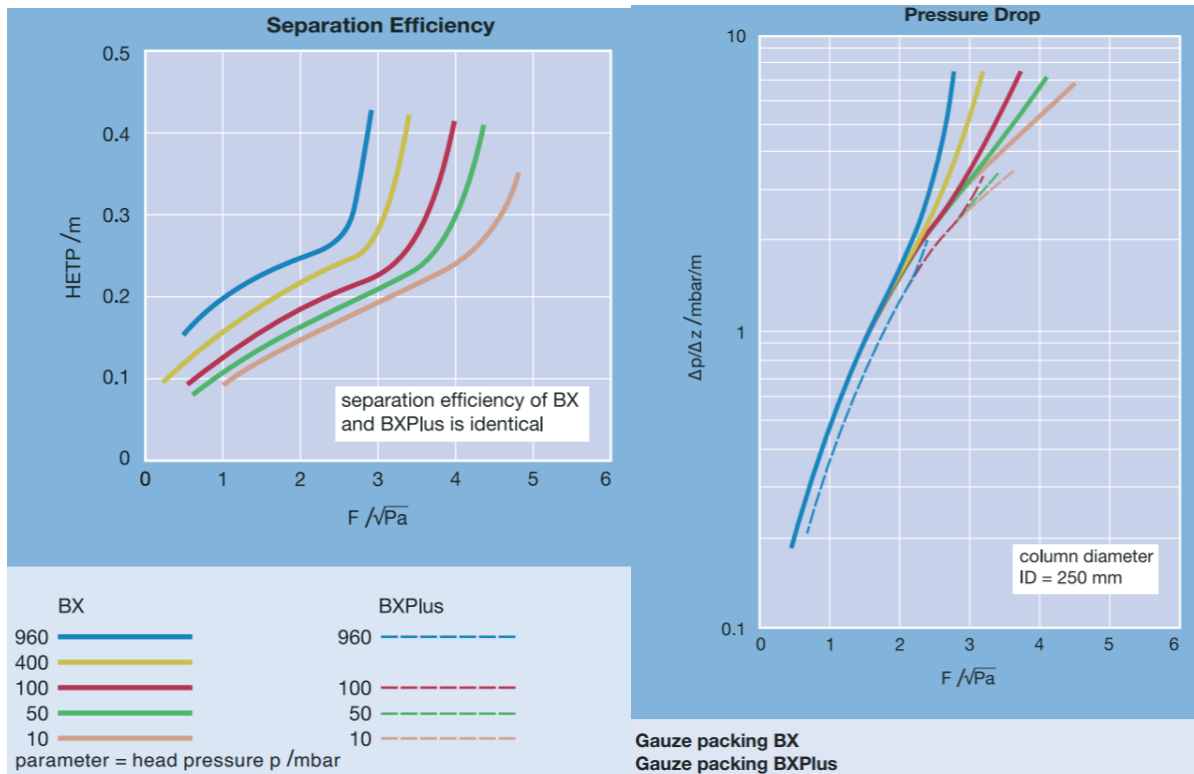 Separation Efficiency
0.5
0.4
0.3
0.2
0.1
0
HETP /m
separation efficiency of BX
and BXPlus is identical
0 1 2 3 4 5 6
F /√Pa
Pressure Drop
10
1
0.1
Δp/Δz /mbar/m
column diameter
ID = 250 mm
0 1 2 3 4 5 6
F /√Pa
BX BXPlus
960 960
400
100 100
50 50
10 10
parameter = head pressure p /mbar
Gauze packing BX
Gauze packing BXPlus